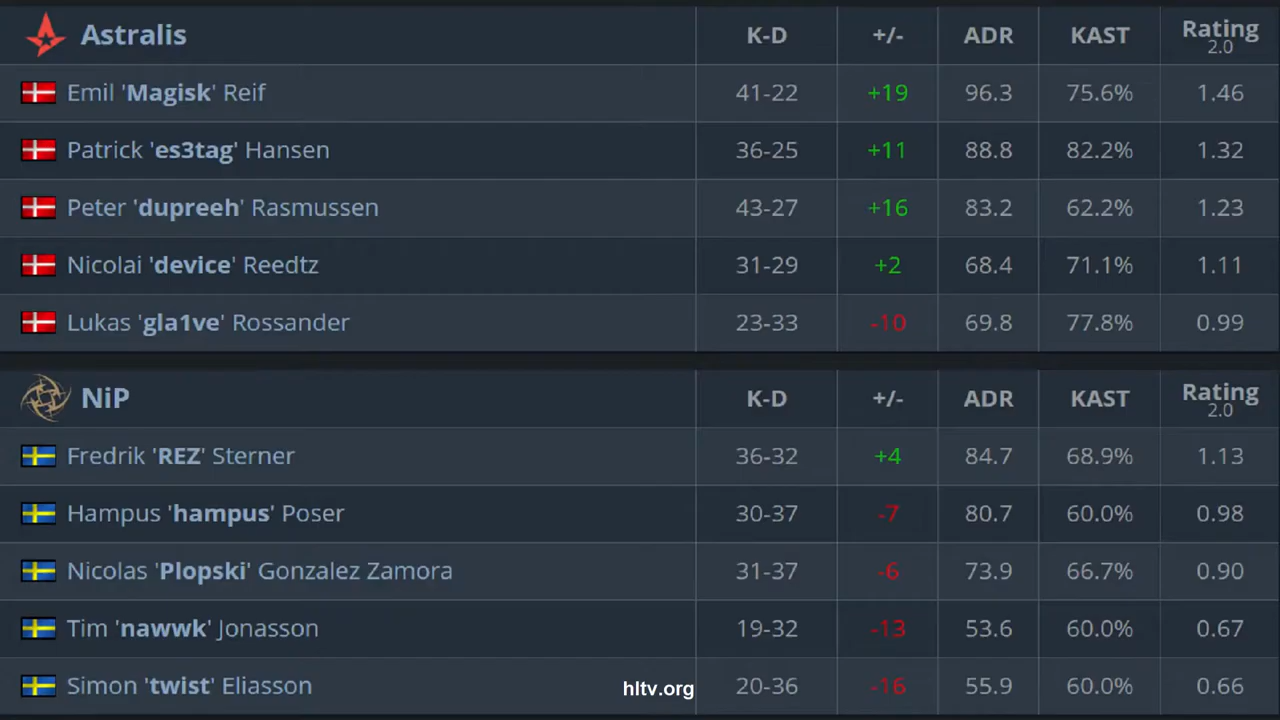 Astralis K-D +/- ADR KAST Rating 2.0
Emil 'Magisk' Reif 41-22 +19 96.3 75.6% 1.46
Patrick 'es3tag' Hansen 36-25 +11 88.8 82.2% 1.32
Peter 'dupreeh' Rasmussen 43-27 +16 83.2 62.2% 1.23
Nicolai 'device' Reedtz 31-29 +2 68.4 71.1% 1.11
Lukas 'gla1ve' Rossander 23-33 -10 69.8 77.8% 0.99
NiP K-D +/- ADR KAST Rating 2.0
Fredrik 'REZ' Sterner 36-32 +4 84.7 68.9% 1.13
Hampus 'hampus' Poser 30-37 -7 80.7 60.0% 0.98
Nicolas 'Plopski' Gonzalez Zamora 31-37 -6 73.9 66.7% 0.90
Tim 'nawwk' Jonasson 19-32 -13 53.6 60.0% 0.67
Simon 'twist' Eliasson hltv.org 20-36 -16 55.9 60.0% 0.66